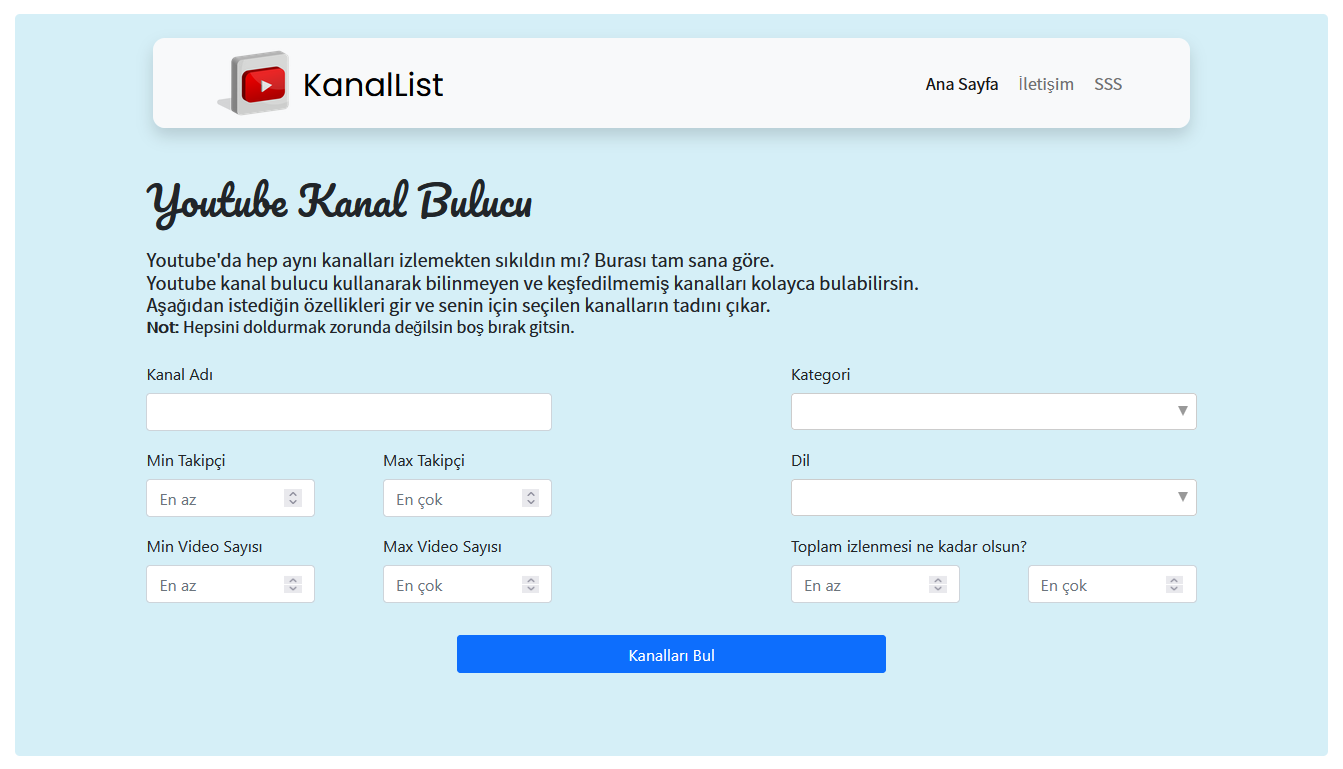 KanalList
Ana Sayfa İletişim SSS
Youtube Kanal Bulucu
Youtube'da hep aynı kanalları izlemekten sıkıldın mı? Burası tam sana göre.
Youtube kanal bulucu kullanarak bilinmeyen ve keşfedilmemiş kanalları kolayca bulabilirsin.
Aşağıdan istediğin özellikleri gir ve senin için seçilen kanalların tadını çıkar.
Not: Hepsini doldurmak zorunda değilsin boş bırak gitsin.
Kanal Adı
Kategori
Min Takipçi
Max Takipçi
Dil
En az
En çok
Min Video Sayısı
Max Video Sayısı
Toplam izlenmesi ne kadar olsun?
En az
En çok
En az
En çok
Kanalları Bul